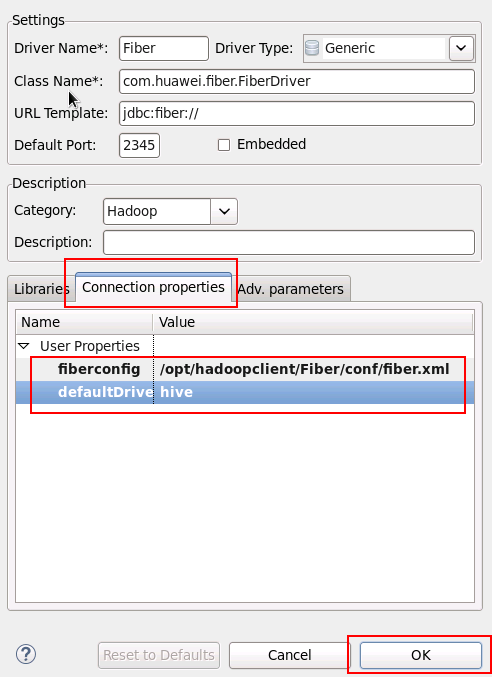 Settings
Driver Name*: Fiber Driver Type: Generic
Class Name*: com.huawei.fiber.FiberDriver
URL Template: jdbc:fiber://
Default Port: 2345 Embedded
Description
Category: Hadoop
Description:
Libraries Connection properties Adv. parameters
Name Value
User Properties
fiberconfig /opt/hadoopclient/Fiber/conf/fiber.xml
defaultDrive hive
? Reset to Defaults Cancel OK